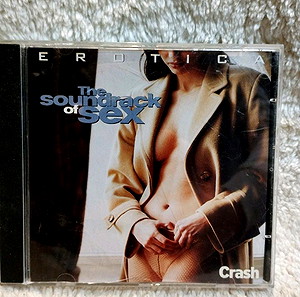 EROTICA
The
soundtrack
of
sex
Crash